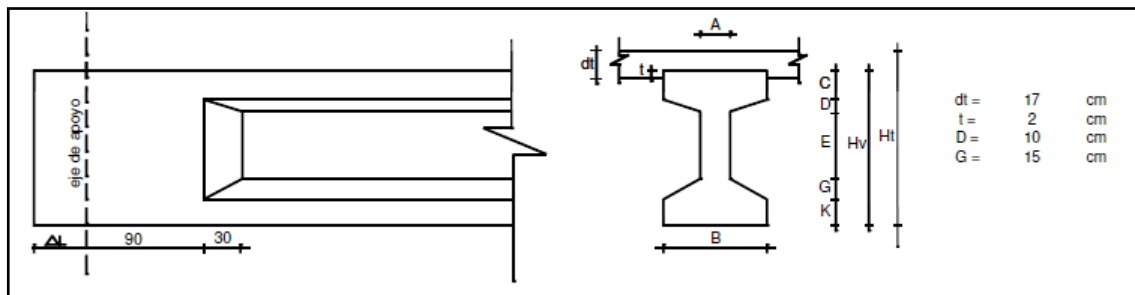 eje de apoyo
ΔL
90
30
A
dt
t
B
C
D
E
G
K
Hv
Ht
dt = 17 cm
t = 2 cm
D = 10 cm
G = 15 cm